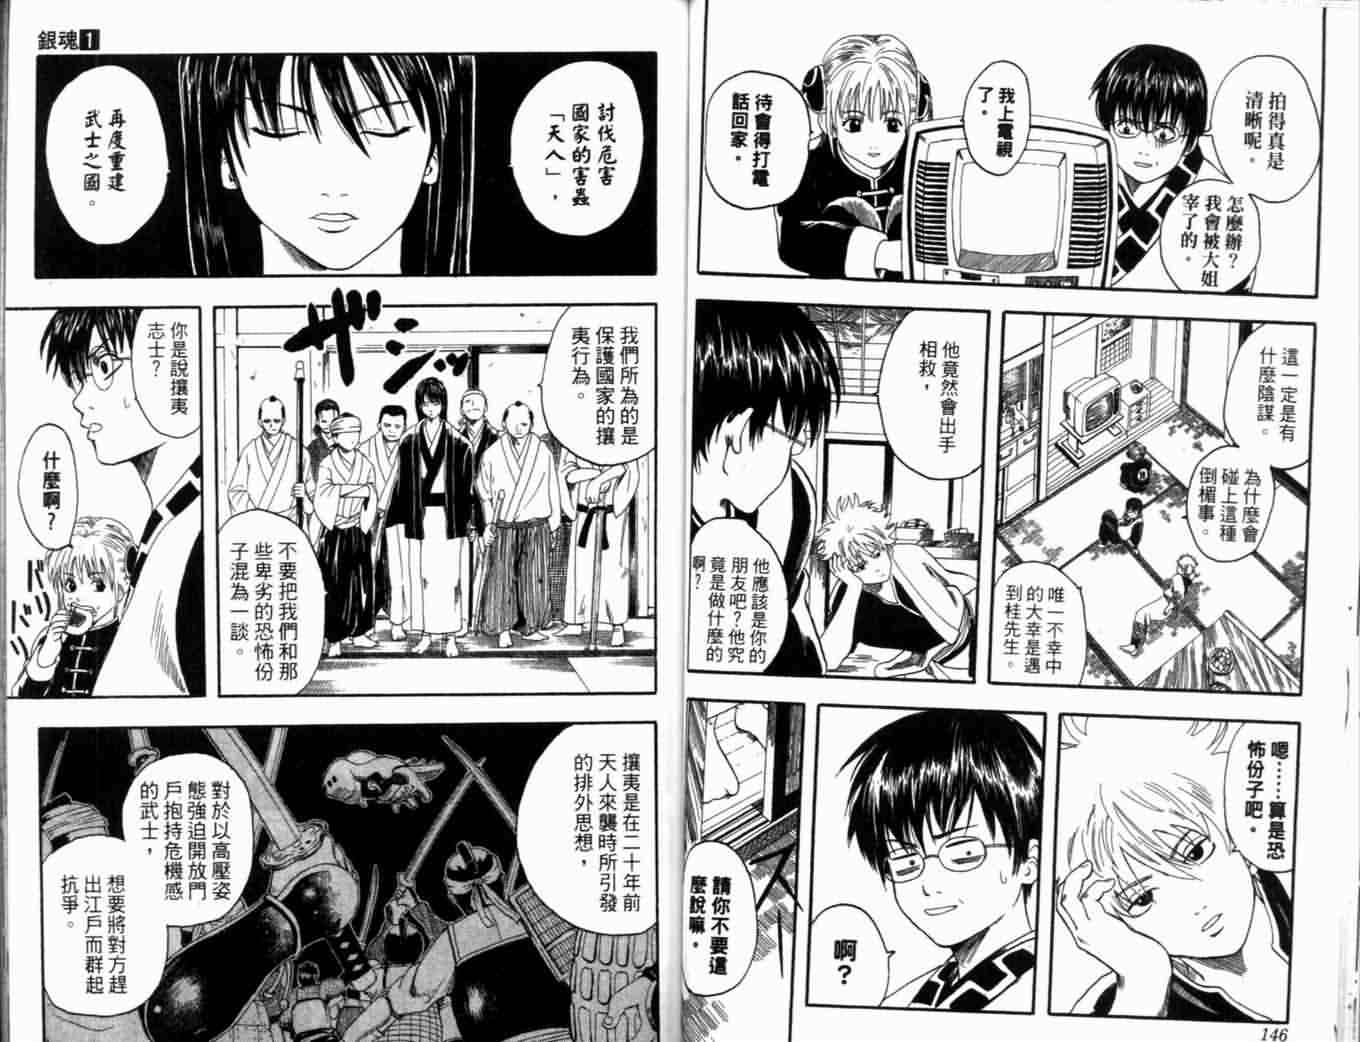 拍得真是
清晰呢。
怎麼辦？
我會被大姐
宰了的。
我上電視
了。
待會得打電
話回家。
這一定是有
什麼陰謀。
為什麼會
碰上這種
倒楣事。
唯一不幸中
的大幸是遇
到桂先生。
他竟然會出手
相救，
他應該是你的
朋友吧？他究
竟是做什麼的
啊？
嗯……算是恐
怖份子吧。
啊？
請你不要這
麼說嘛。
146
銀魂1
討伐危害
國家的害蟲
「天人」，
再度重建
武士之國。
我們所為的是
保護國家的攘
夷行為。
ザンッ
不要把我們和那
些卑劣的恐怖份
子混為一談。
你是說攘夷
志士？
什麼啊？
バリバリ
攘夷是在二十年前
天人來襲時所引發
的排外思想，
對於以高壓姿
態強迫開放門
戶抱持危機感
的武士，
想要將對方趕
出江戶而群起
抗爭。